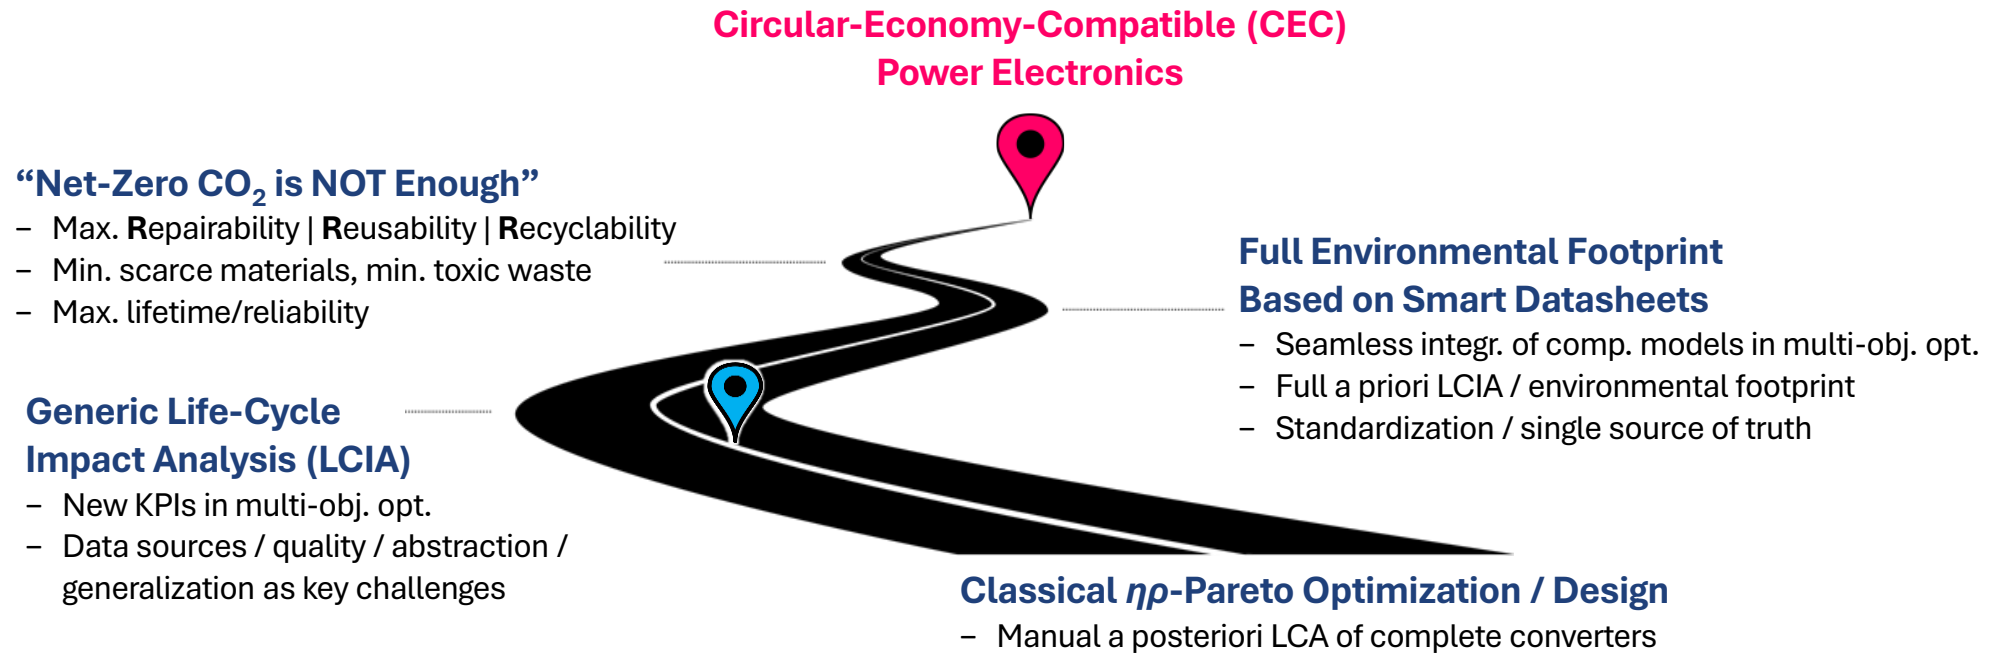 Circular-Economy-Compatible (CEC)
Power Electronics
“Net-Zero CO₂ is NOT Enough”
– Max. Repairability | Reusability | Recyclability
– Min. scarce materials, min. toxic waste
– Max. lifetime/reliability
Full Environmental Footprint
Based on Smart Datasheets
– Seamless integr. of comp. models in multi-obj. opt.
– Full a priori LCIA / environmental footprint
– Standardization / single source of truth
Generic Life-Cycle
Impact Analysis (LCIA)
– New KPIs in multi-obj. opt.
– Data sources / quality / abstraction /
generalization as key challenges
Classical ηρ-Pareto Optimization / Design
– Manual a posteriori LCA of complete converters